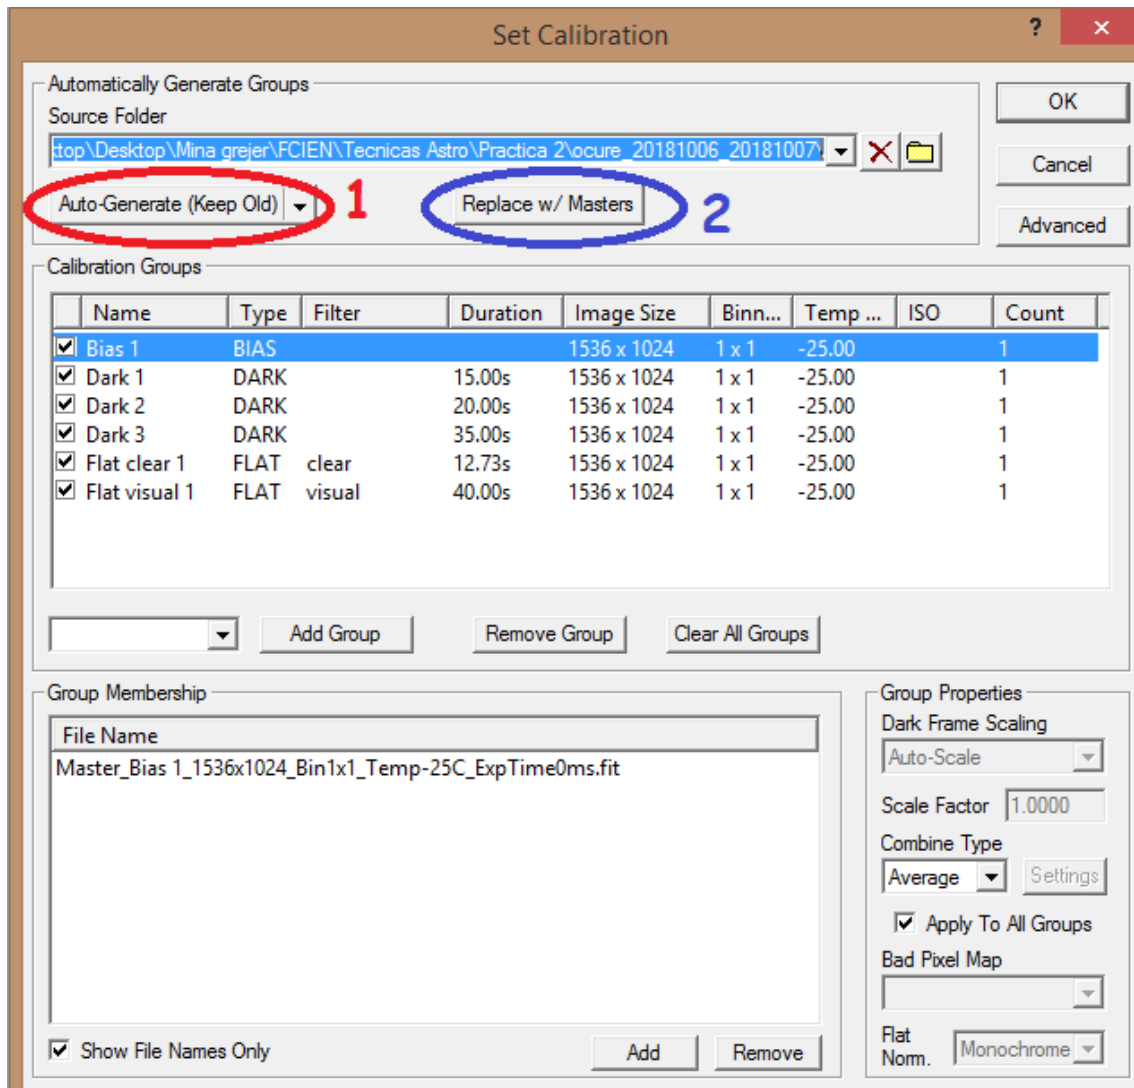 Set Calibration
?
×
Automatically Generate Groups
Source Folder
top\Desktop\Mina grejer\FCIEN\Tecnicas Astro\Practica 2\ocure_20181006_20181007\
Auto-Generate (Keep Old)
1
Replace w/ Masters
2
OK
Cancel
Advanced
Calibration Groups
Name Type Filter Duration Image Size Binn... Temp ... ISO Count
Bias 1 BIAS 1536 x 1024 1 x 1 -25.00 1
Dark 1 DARK 15.00s 1536 x 1024 1 x 1 -25.00 1
Dark 2 DARK 20.00s 1536 x 1024 1 x 1 -25.00 1
Dark 3 DARK 35.00s 1536 x 1024 1 x 1 -25.00 1
Flat clear 1 FLAT clear 12.73s 1536 x 1024 1 x 1 -25.00 1
Flat visual 1 FLAT visual 40.00s 1536 x 1024 1 x 1 -25.00 1
Add Group
Remove Group
Clear All Groups
Group Membership
File Name
Master_Bias 1_1536x1024_Bin1x1_Temp-25C_ExpTime0ms.fit
Show File Names Only
Add
Remove
Group Properties
Dark Frame Scaling
Auto-Scale
Scale Factor 1.0000
Combine Type
Average
Settings
Apply To All Groups
Bad Pixel Map
Flat
Norm.
Monochrome